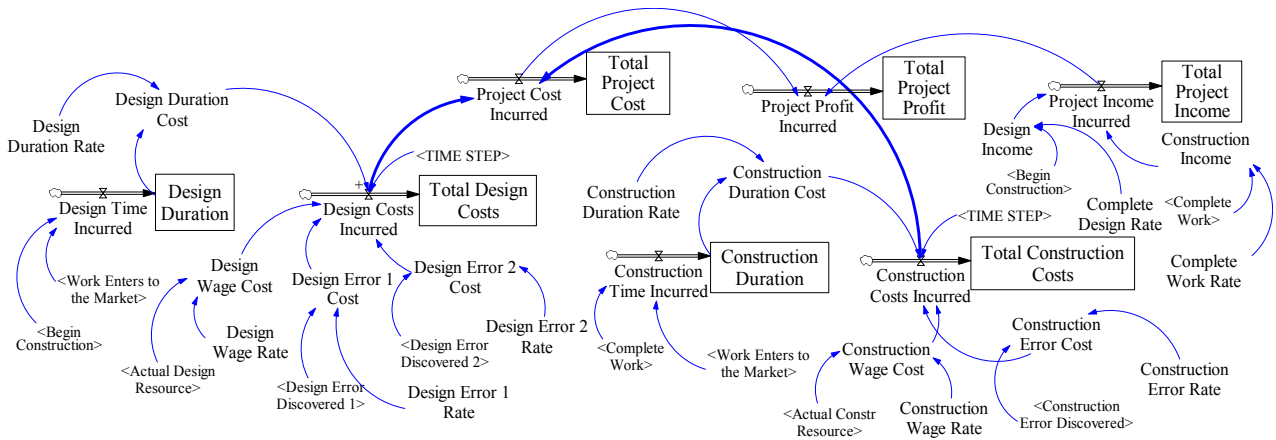 Total
Project
Cost
Project Cost
Incurred
Total
Project
Profit
Project Profit
Incurred
Total
Project
Income
Project Income
Incurred
Design Duration
Cost
Design
Duration Rate
Design
Income
Construction
Income
<TIME STEP>
<Begin
Construction>
Design
Duration
Design Time
Incurred
+
Total Design
Costs
Design Costs
Incurred
Construction
Duration Rate
Construction
Duration Cost
<TIME STEP>
Complete
Design Rate
<Complete
Work>
Complete
Work Rate
<Work Enters to
the Market>
<Begin
Construction>
Design
Wage Cost
Design Error 1
Cost
Design Error 2
Cost
Construction
Duration
Construction
Time Incurred
Total Construction
Costs
Construction
Costs Incurred
Design
Wage Rate
<Actual Design
Resource>
<Design Error
Discovered 1>
<Design Error
Discovered 2>
Design Error 2
Rate
Design Error 1
Rate
<Complete
Work>
<Work Enters to
the Market>
Construction
Wage Cost
Construction
Error Cost
Construction
Error Rate
<Actual Constr
Resource>
Construction
Wage Rate
<Construction
Error Discovered>